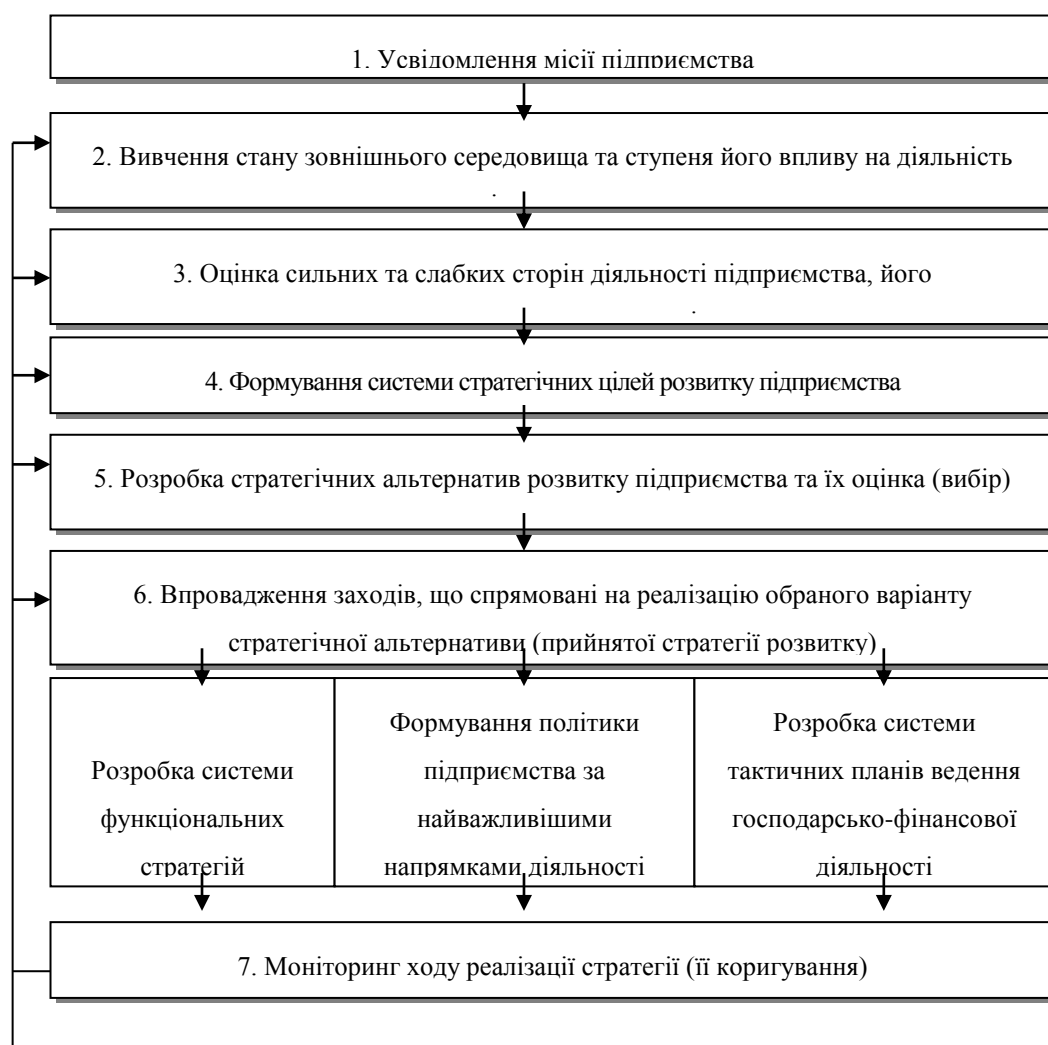 1. Усвідомлення місії підприємства
2. Вивчення стану зовнішнього середовища та ступеня його впливу на діяльність
3. Оцінка сильних та слабких сторін діяльності підприємства, його
4. Формування системи стратегічних цілей розвитку підприємства
5. Розробка стратегічних альтернатив розвитку підприємства та їх оцінка (вибір)
6. Впровадження заходів, що спрямовані на реалізацію обраного варіанту
стратегічної альтернативи (прийнятої стратегії розвитку)
Розробка системи
функціональних
стратегій
Формування політики
підприємства за
найважливішими
напрямками діяльності
Розробка системи
тактичних планів ведення
господарсько-фінансової
діяльності
7. Моніторинг ходу реалізації стратегії (її коригування)